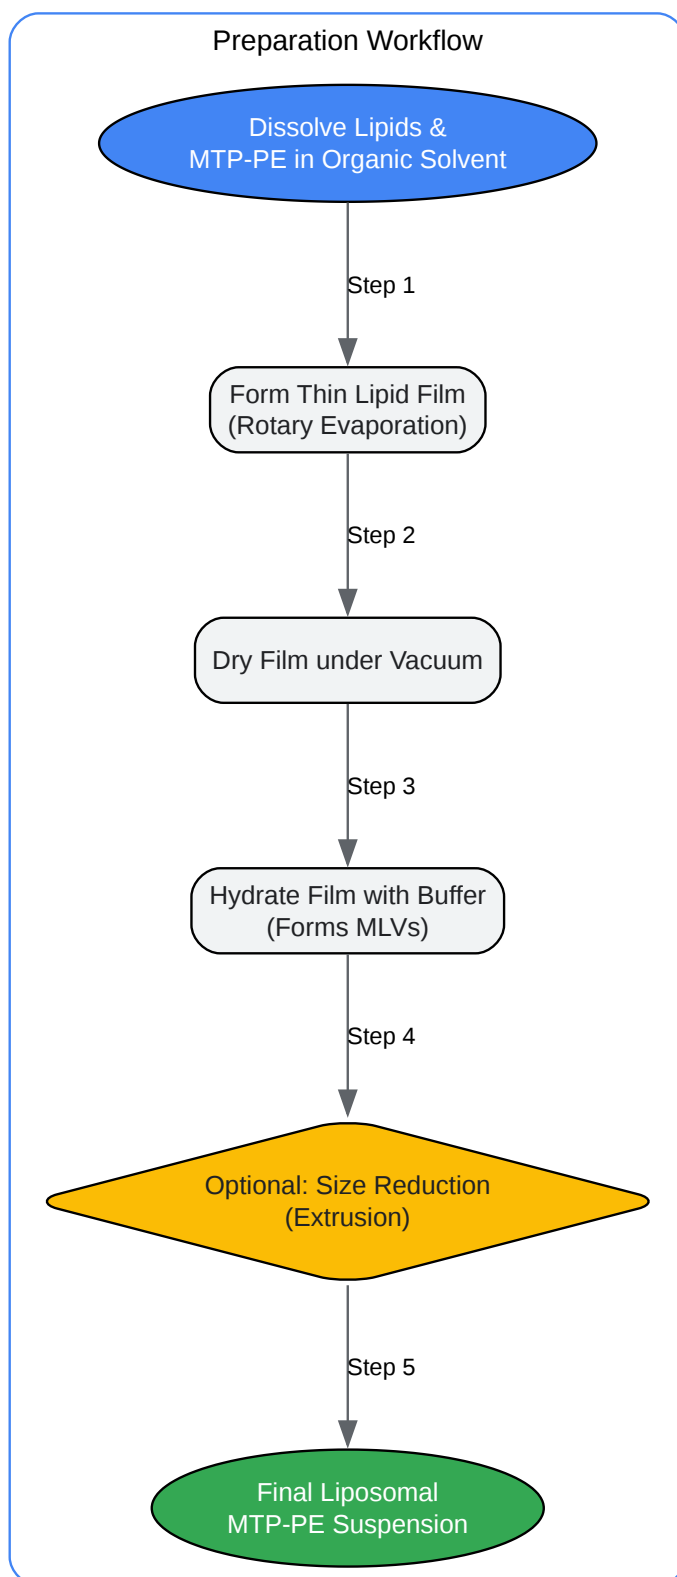 Preparation Workflow
Dissolve Lipids &
MTP-PE in Organic Solvent
Step 1
Form Thin Lipid Film
(Rotary Evaporation)
Step 2
Dry Film under Vacuum
Step 3
Hydrate Film with Buffer
(Forms MLVs)
Step 4
Optional: Size Reduction
(Extrusion)
Step 5
Final Liposomal
MTP-PE Suspension